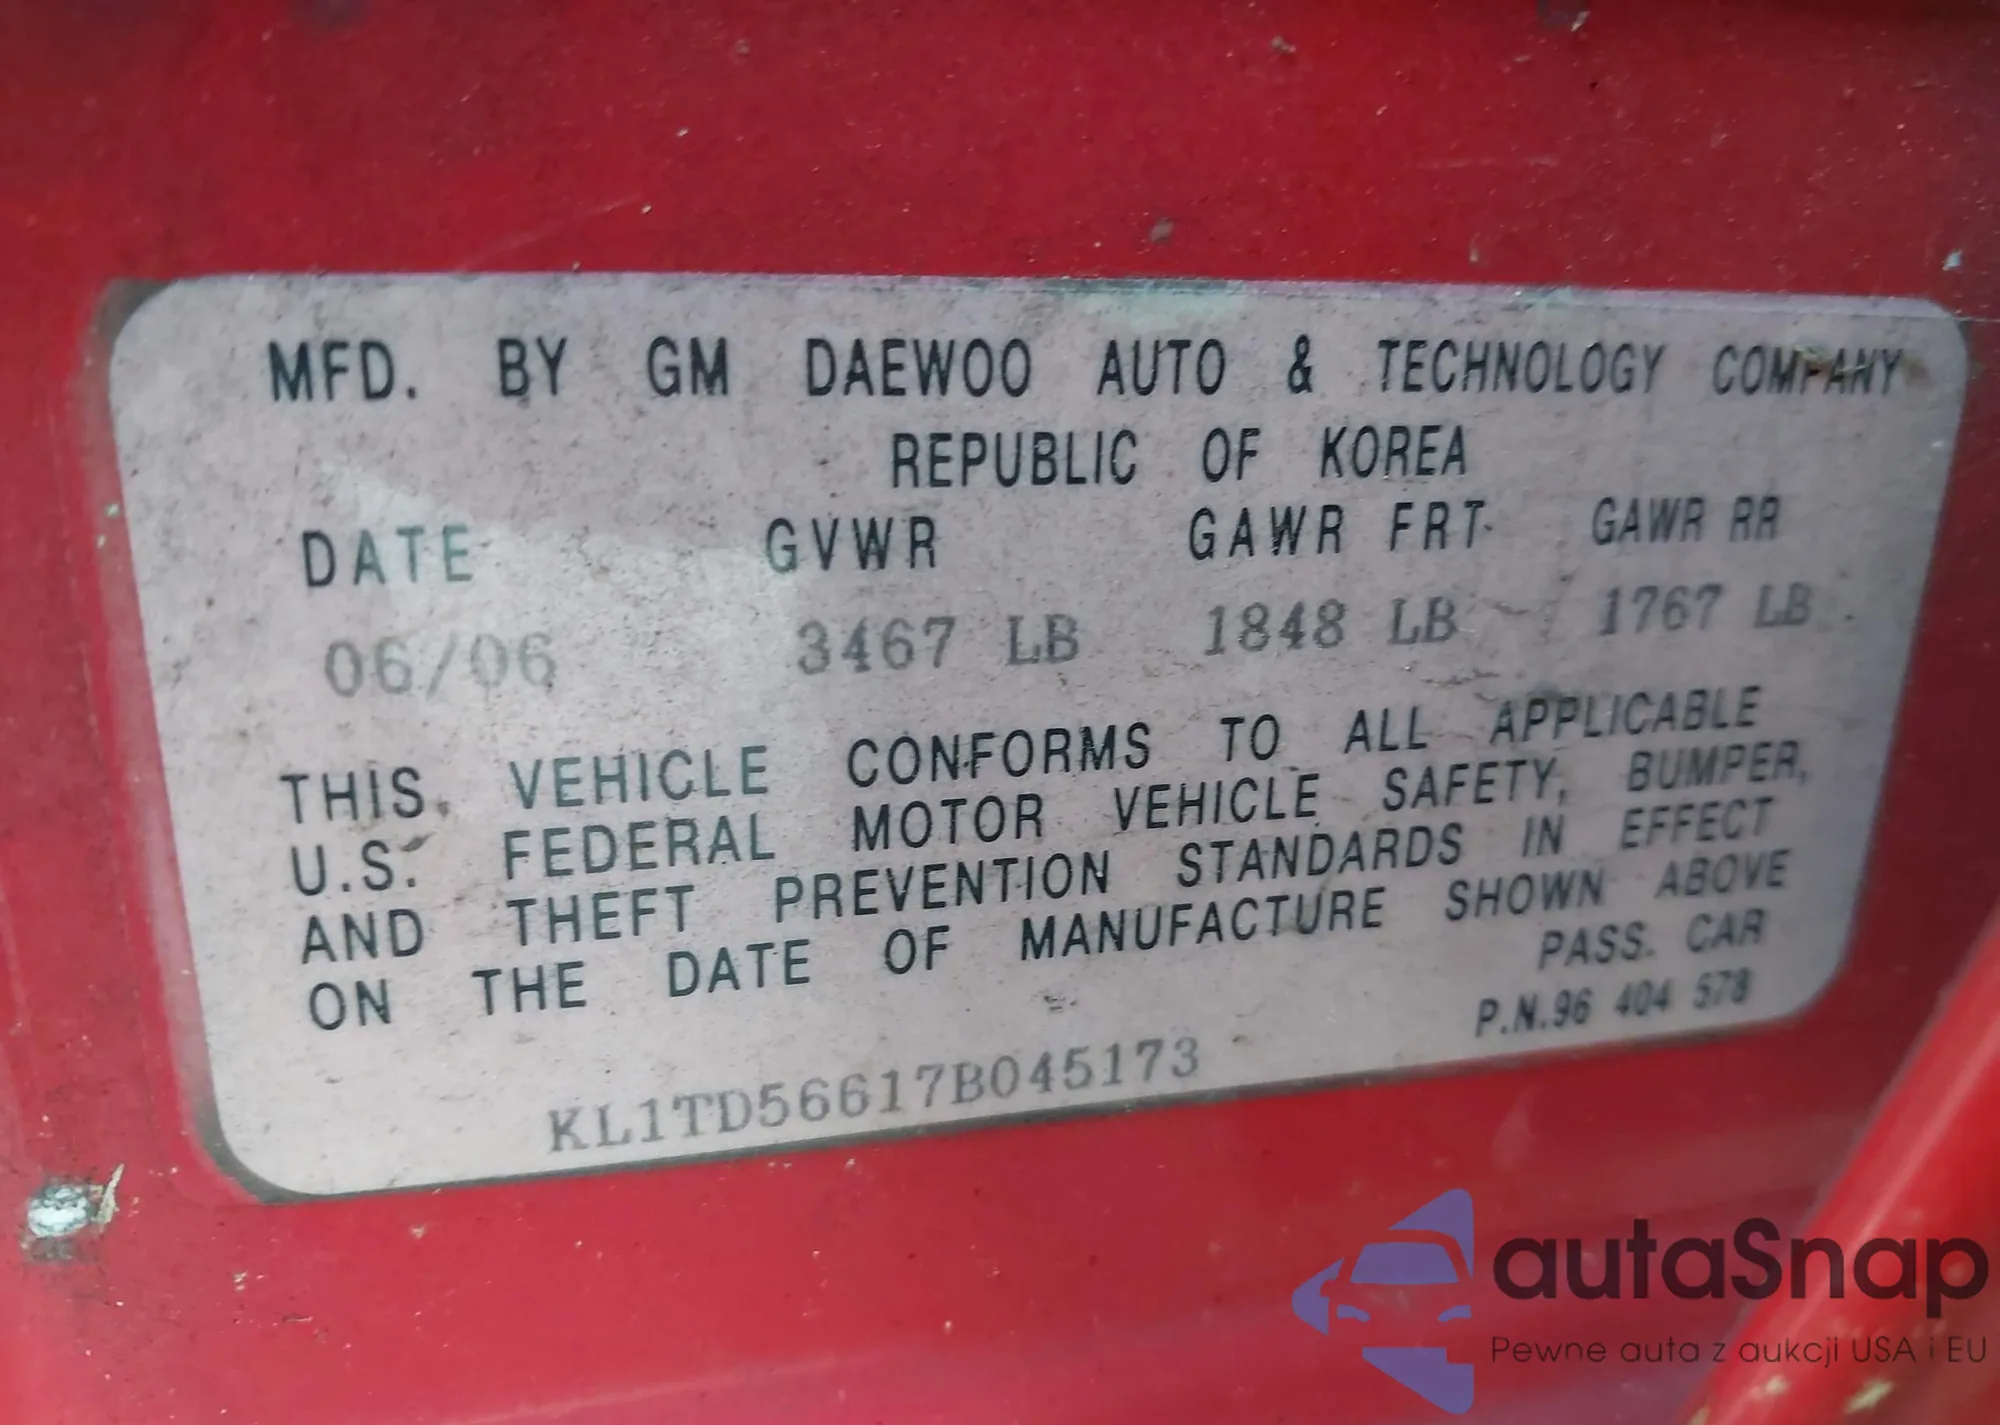 MFD. BY GM DAEWOO AUTO & TECHNOLOGY COMPANY
REPUBLIC OF KOREA
DATE GVWR GAWR FRT GAWR RR
06/06 3467 LB 1848 LB 1767 LB
THIS VEHICLE CONFORMS TO ALL APPLICABLE
U.S. FEDERAL MOTOR VEHICLE SAFETY, BUMPER,
AND THEFT PREVENTION STANDARDS IN EFFECT
ON THE DATE OF MANUFACTURE SHOWN ABOVE
PASS. CAR
P.N.96 404 578
KL1TD56617B045173
autaSnap
Pewne auta z aukcji USA i EU